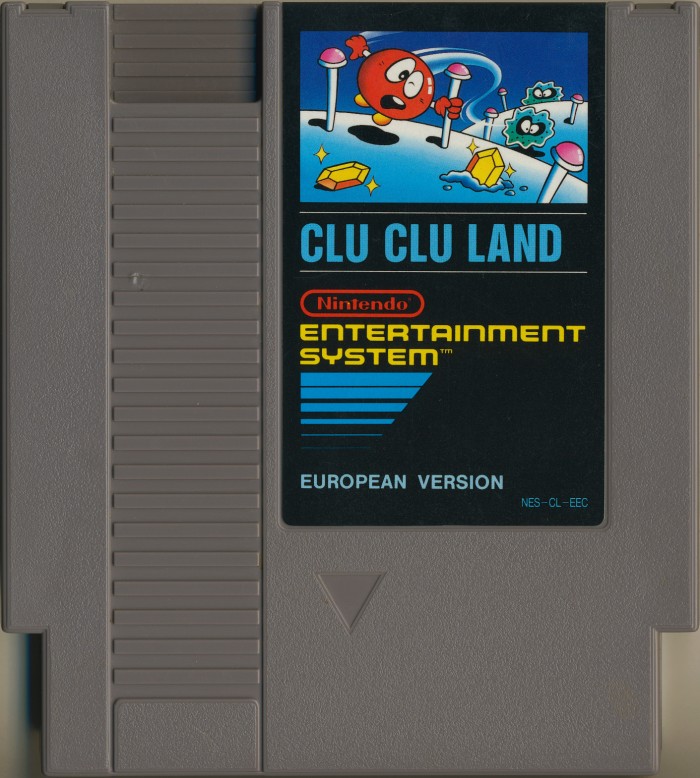 CLU CLU LAND
Nintendo®
ENTERTAINMENT
SYSTEM™
EUROPEAN VERSION
NES-CL-EEC